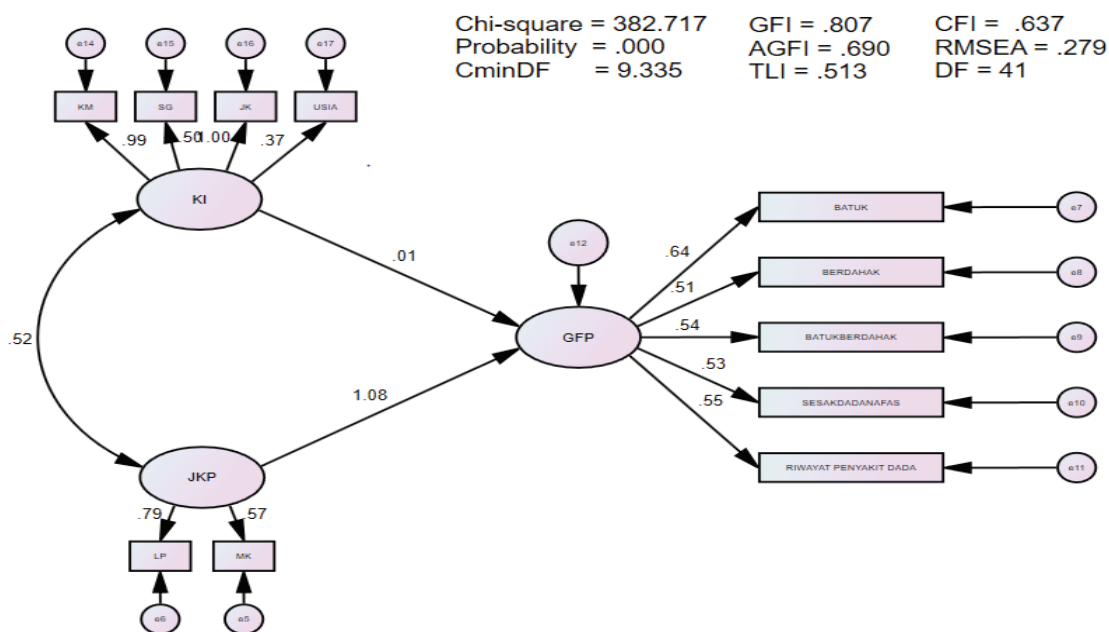 Chi-square = 382.717 GFI = .807 CFI = .637
Probability = .000 AGFI = .690 RMSEA = .279
CminDF = 9.335 TLI = .513 DF = 41
e14 e15 e16 e17
KM SG JK USIA
.99 .50 1.00 .37
KI
.01
.52
1.08
JKP
.79 .57
LP MK
e6 e5
e12
GFP
.64
.51
.54
.53
.55
BATUK e7
BERDAHAK e8
BATUKBERDAHAK e9
SESAKDADANAFAS e10
RIWAYAT PENYAKIT DADA e11